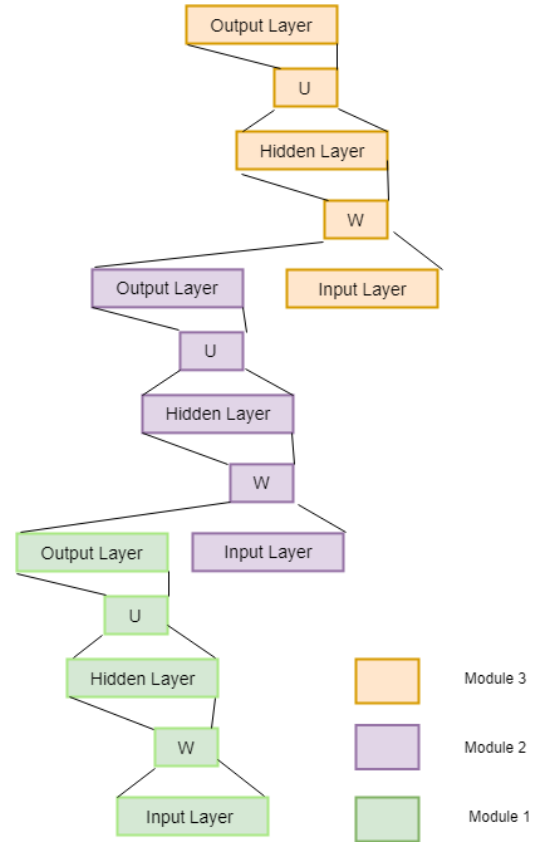 Output Layer
U
Hidden Layer
W
Output Layer
Input Layer
U
Hidden Layer
W
Output Layer
Input Layer
U
Hidden Layer
Module 3
W
Module 2
Input Layer
Module 1